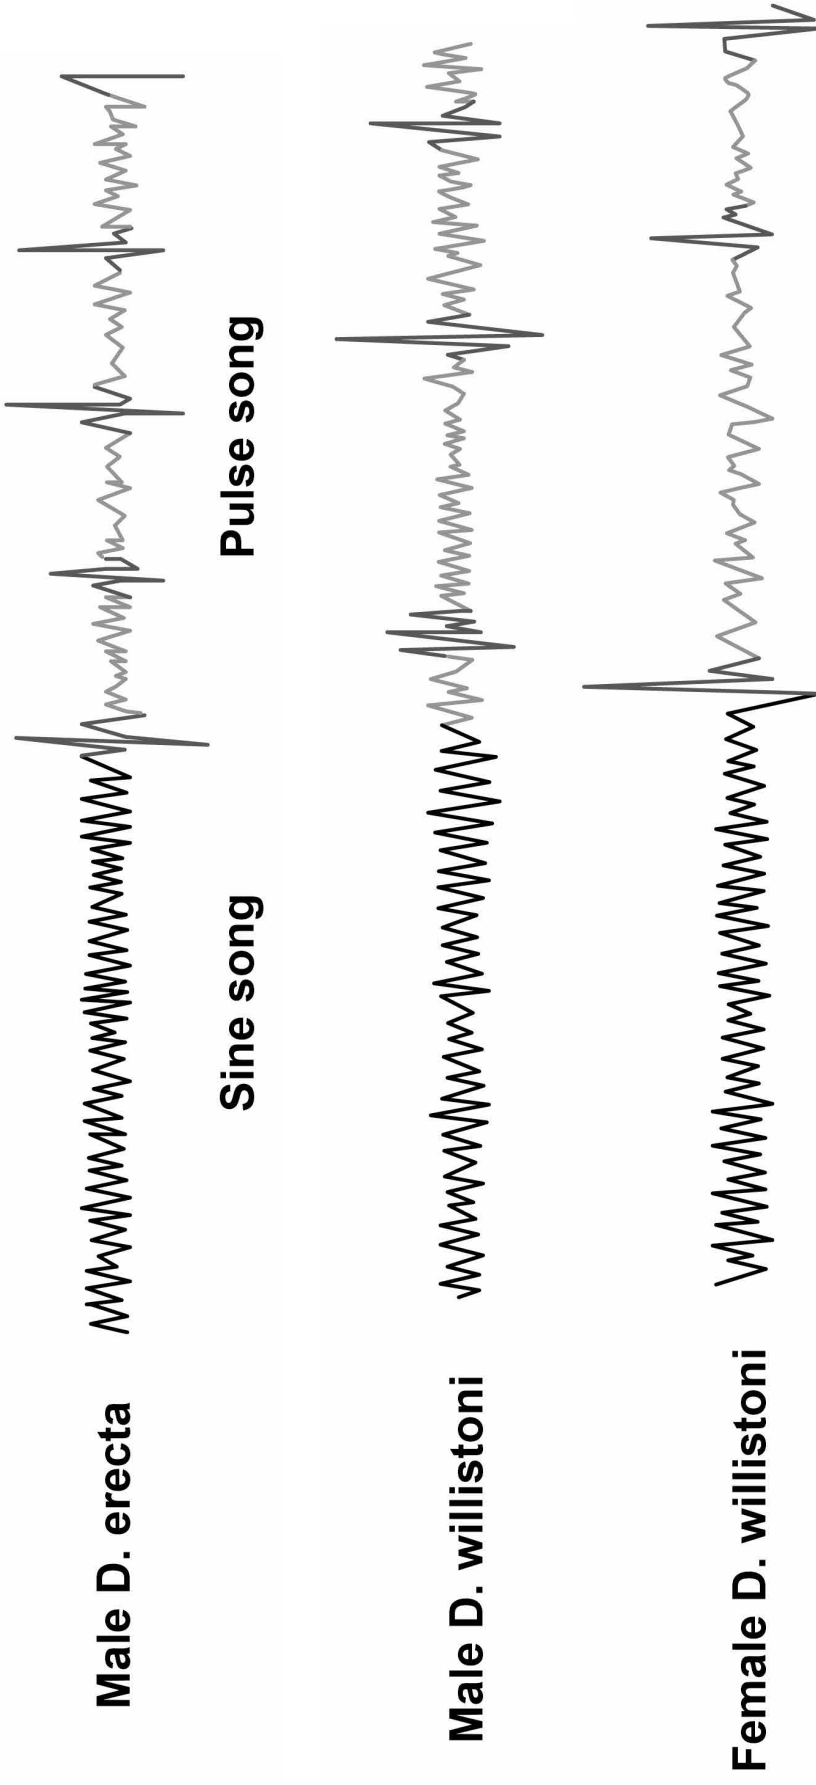 Male D. erecta
Sine song
Pulse song
Male D. willistoni
Female D. willistoni